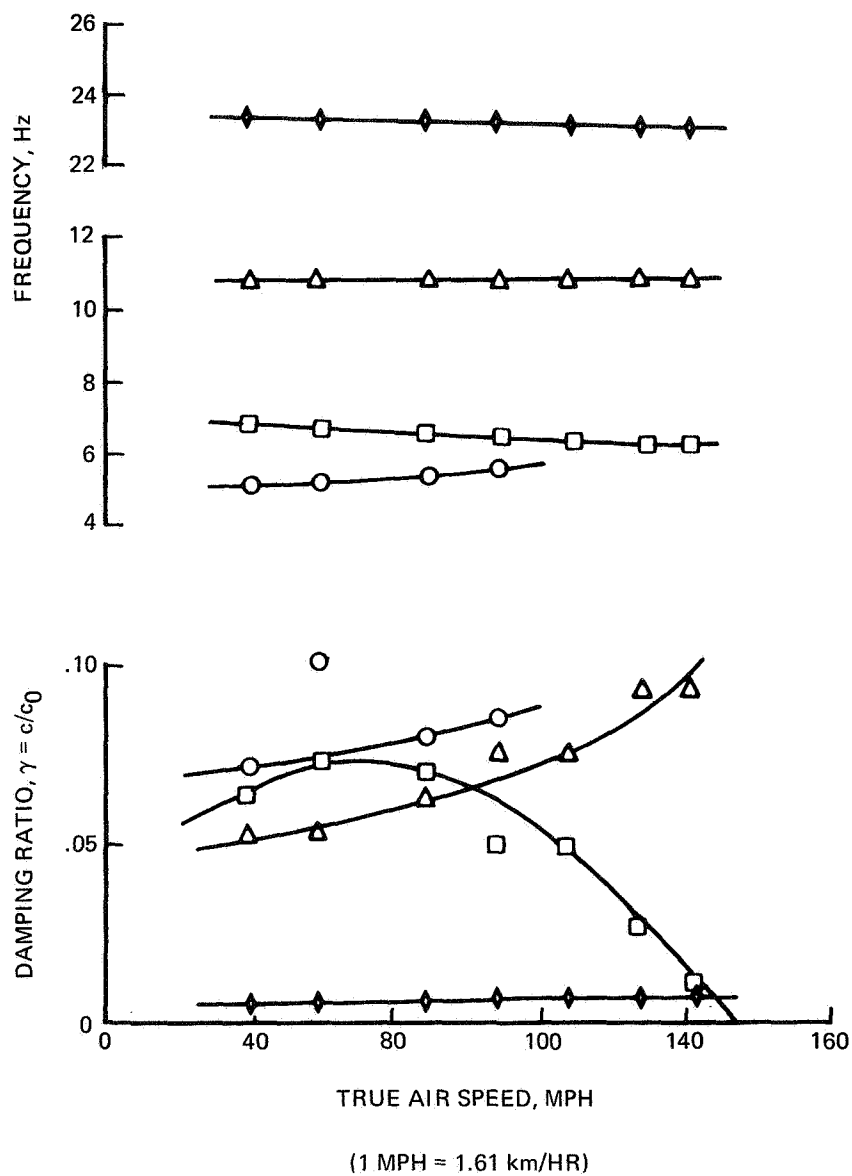 26
24
22
12
10
8
6
4
FREQUENCY, Hz
.10
.05
0
DAMPING RATIO, γ = c/c0
0 40 80 100 140 160
TRUE AIR SPEED, MPH
(1 MPH = 1.61 km/HR)